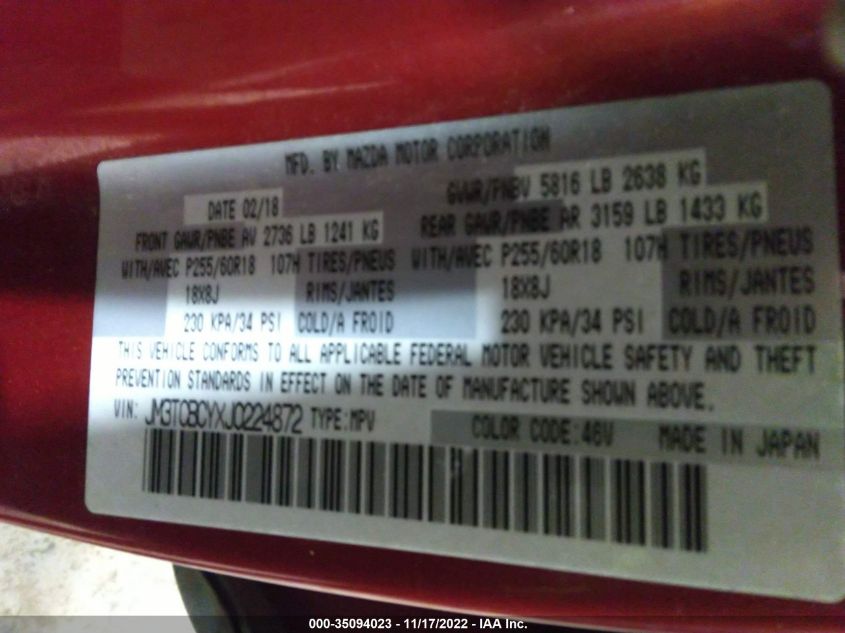 MFD. BY MAZDA MOTOR CORPORATION
DATE 02/18 GVWR/PNBV 5816 LB 2638 KG
FRONT GAWR/PNBE AV 2736 LB 1241 KG REAR GAWR/PNBE AR 3159 LB 1433 KG
WITH/AVEC P255/60R18 107H TIRES/PNEUS WITH/AVEC P255/60R18 107H TIRES/PNEUS
18X8J RIMS/JANTES 18X8J RIMS/JANTES
230 KPA/34 PSI COLD/A FROID 230 KPA/34 PSI COLD/A FROID
THIS VEHICLE CONFORMS TO ALL APPLICABLE FEDERAL MOTOR VEHICLE SAFETY AND THEFT
PREVENTION STANDARDS IN EFFECT ON THE DATE OF MANUFACTURE SHOWN ABOVE.
VIN: JM3TCBCYXJ0224872 TYPE:MPV COLOR CODE:46V MADE IN JAPAN
000-35094023 - 11/17/2022 - IAA Inc.